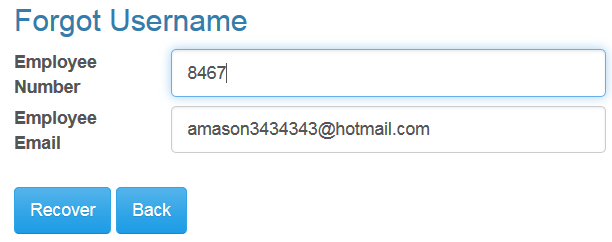 Forgot Username
Employee
Number
8467
Employee
Email
amason3434343@hotmail.com
Recover
Back